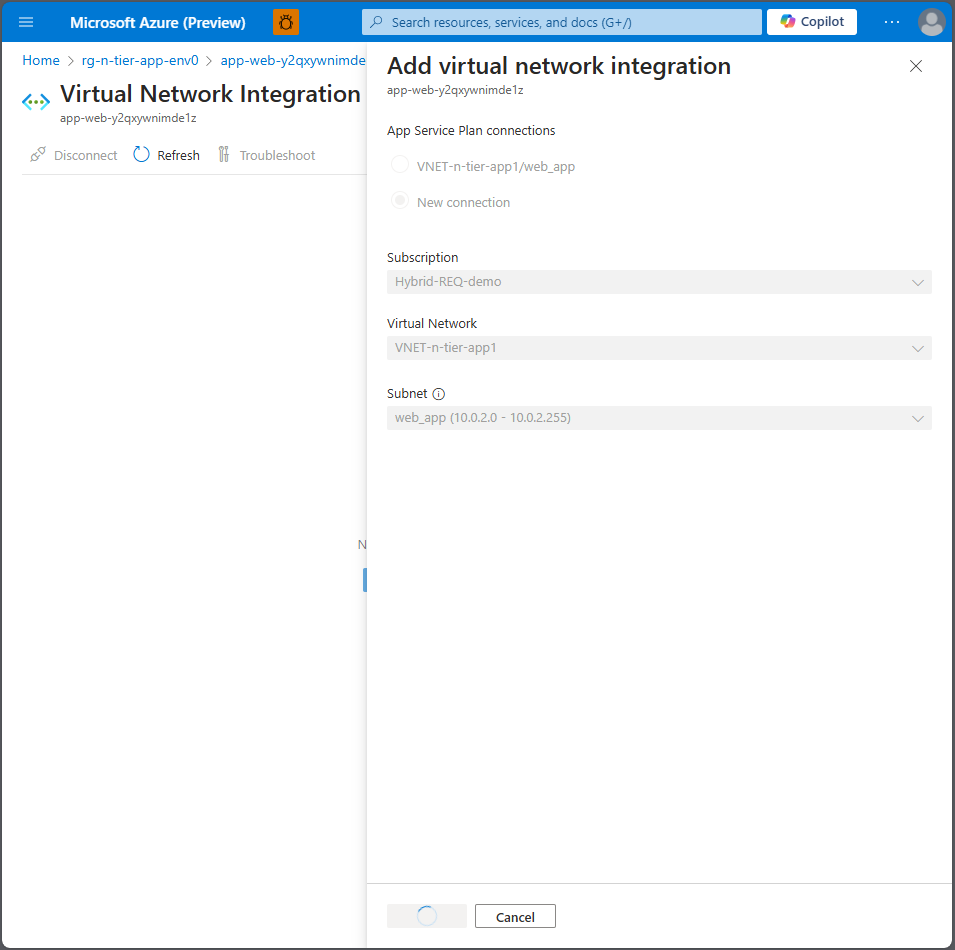 Microsoft Azure (Preview)
Search resources, services, and docs (G+/)
Copilot
Home > rg-n-tier-app-env0 > app-web-y2qxywnimde
Virtual Network Integration
app-web-y2qxywnimde1z
Disconnect
Refresh
Troubleshoot
N
Add virtual network integration
app-web-y2qxywnimde1z
App Service Plan connections
VNET-n-tier-app1/web_app
New connection
Subscription
Hybrid-REQ-demo
Virtual Network
VNET-n-tier-app1
Subnet
web_app (10.0.2.0 - 10.0.2.255)
Cancel